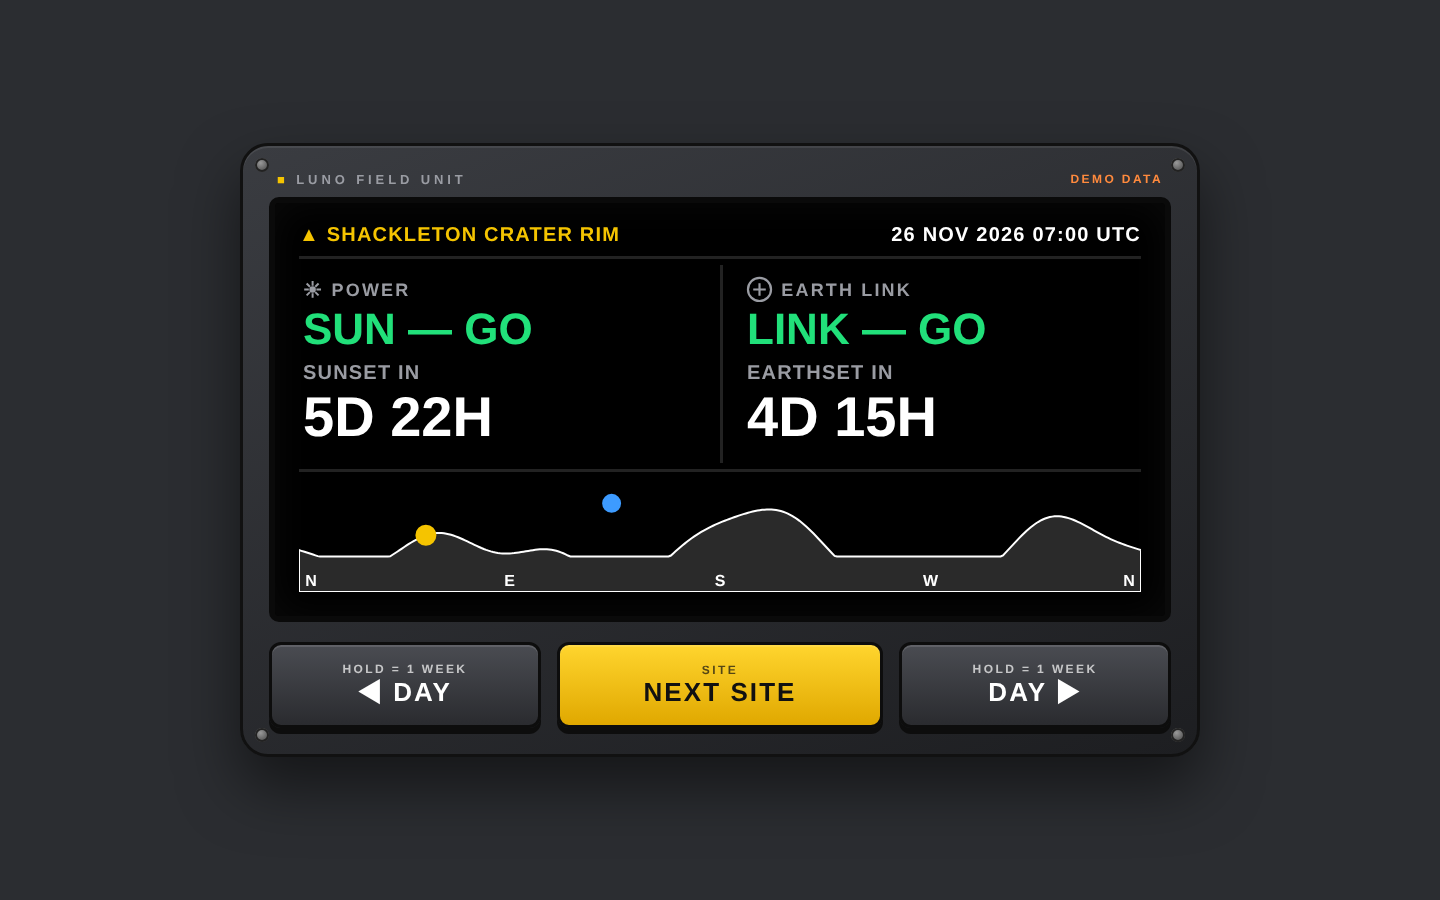 LUNO FIELD UNIT
DEMO DATA
▲ SHACKLETON CRATER RIM
26 NOV 2026 07:00 UTC
POWER
SUN — GO
SUNSET IN
5D 22H
EARTH LINK
LINK — GO
EARTHSET IN
4D 15H
N E S W N
HOLD = 1 WEEK
◀ DAY
SITE
NEXT SITE
HOLD = 1 WEEK
DAY ▶